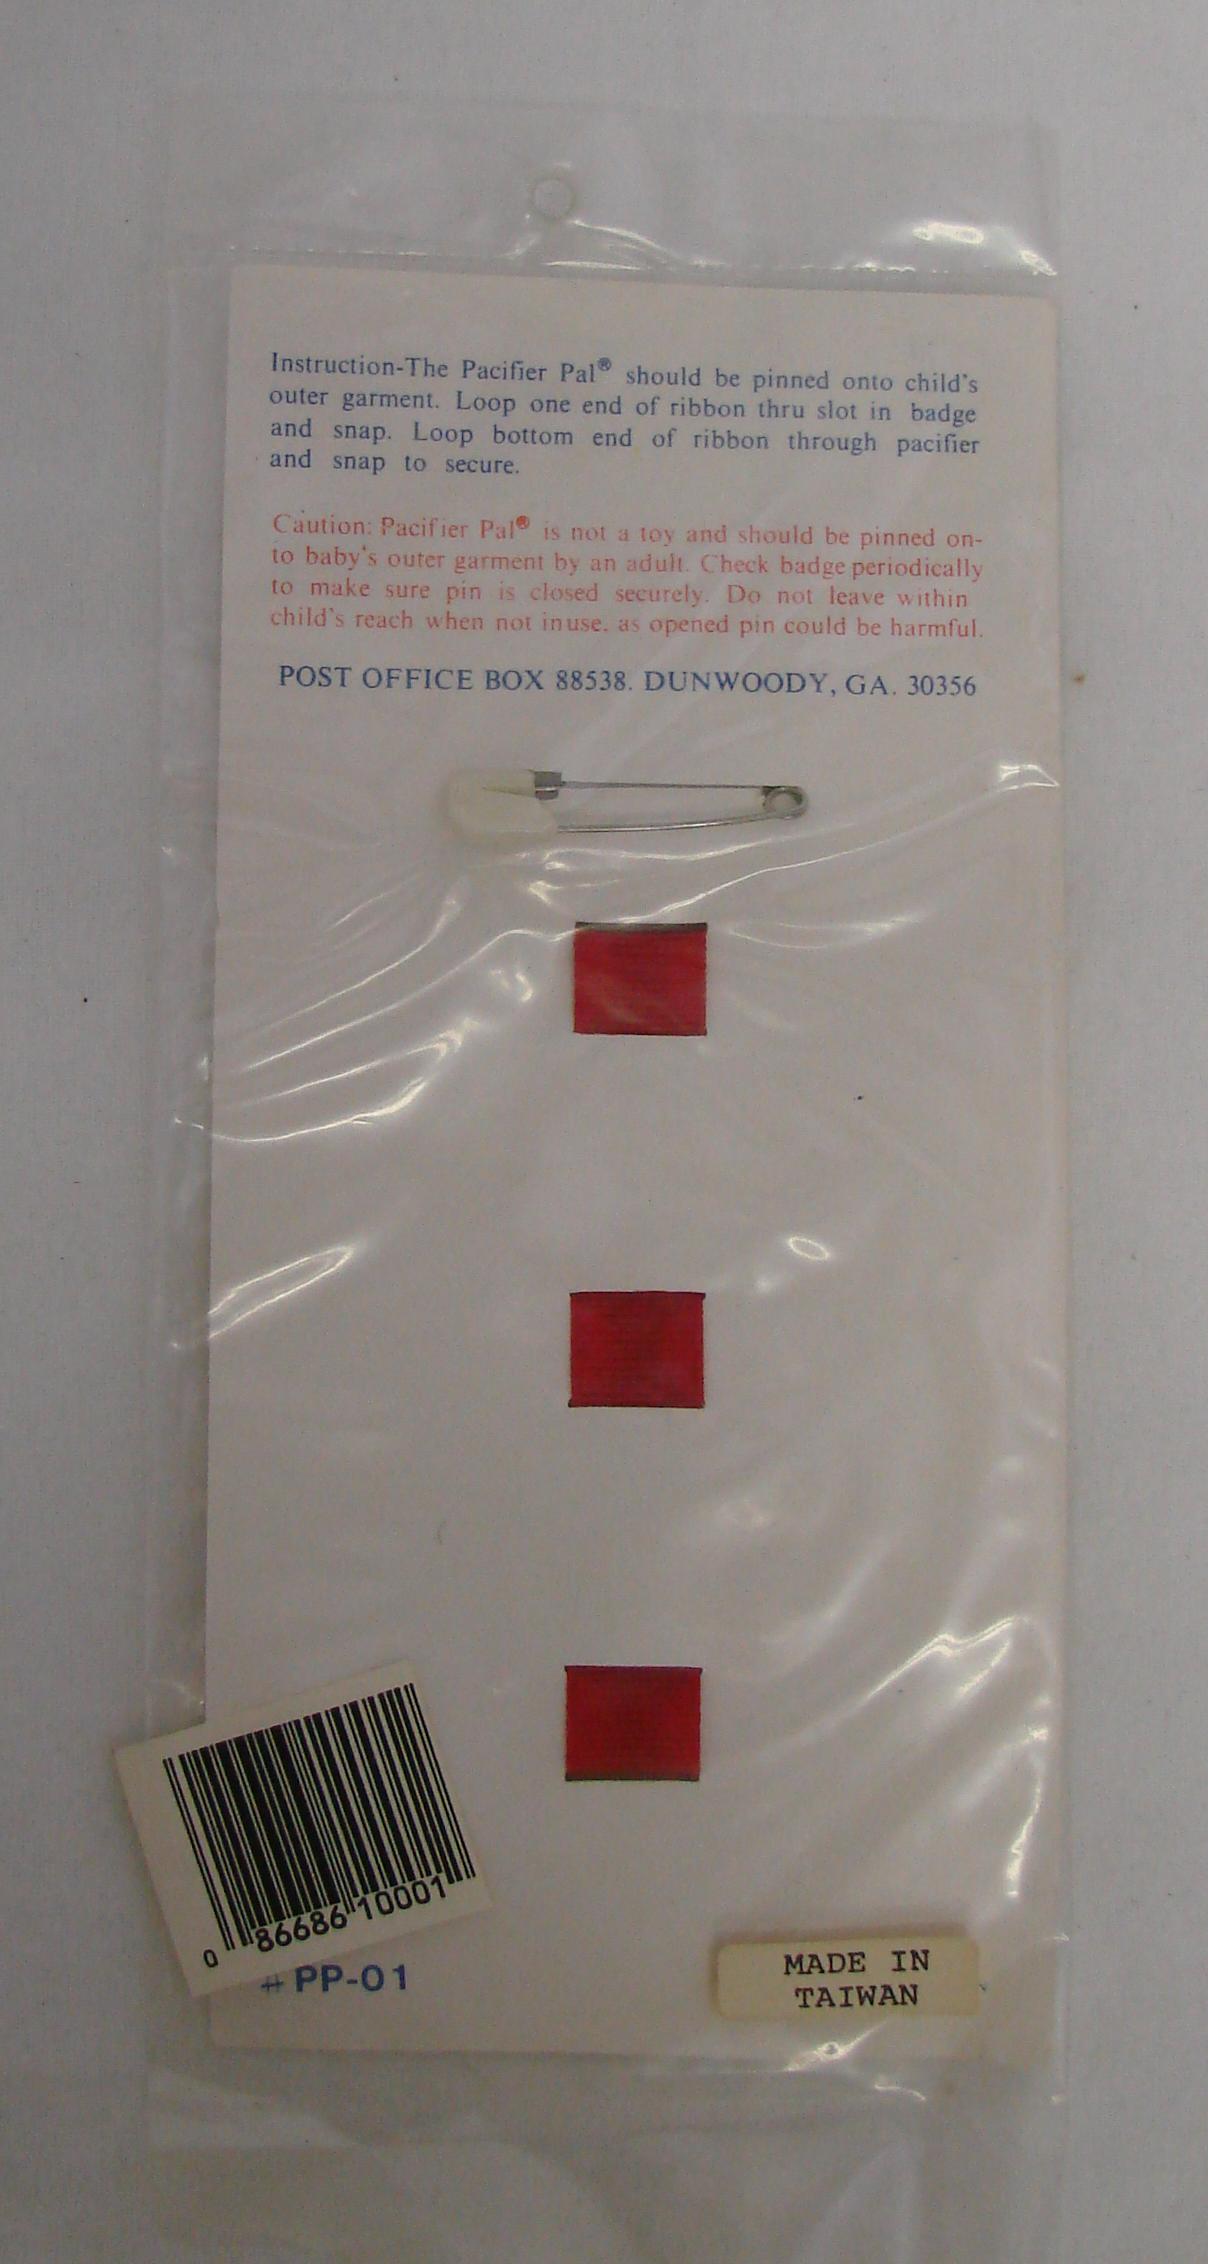 Instruction-The Pacifier Pal® should be pinned onto child's
outer garment. Loop one end of ribbon thru slot in badge
and snap. Loop bottom end of ribbon through pacifier
and snap to secure.
Caution: Pacifier Pal® is not a toy and should be pinned on-
to baby's outer garment by an adult. Check badge periodically
to make sure pin is closed securely. Do not leave within
child's reach when not inuse. as opened pin could be harmful.
POST OFFICE BOX 88538. DUNWOODY, GA. 30356
0 86686 10001
# PP-01
MADE IN
TAIWAN